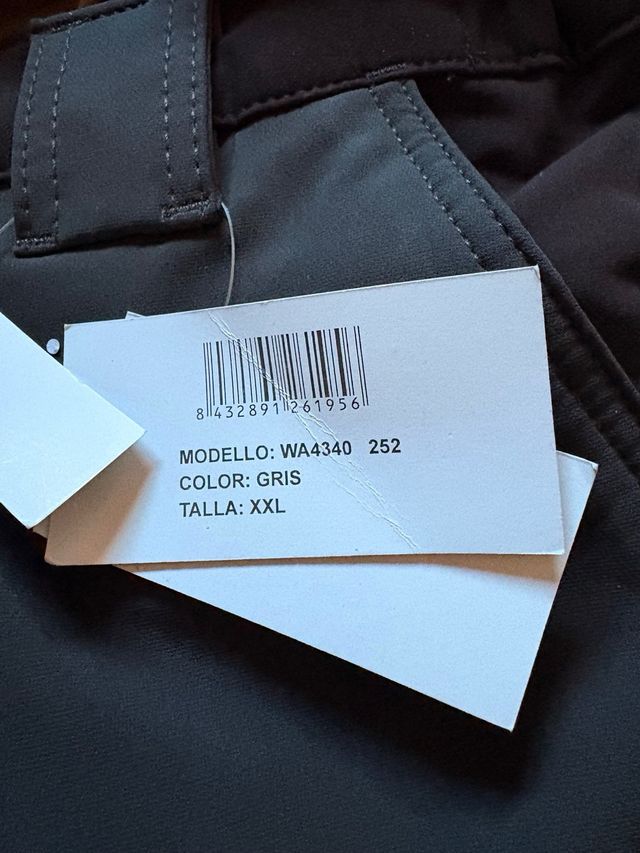 8 432891 261956
MODELLO: WA4340 252
COLOR: GRIS
TALLA: XXL